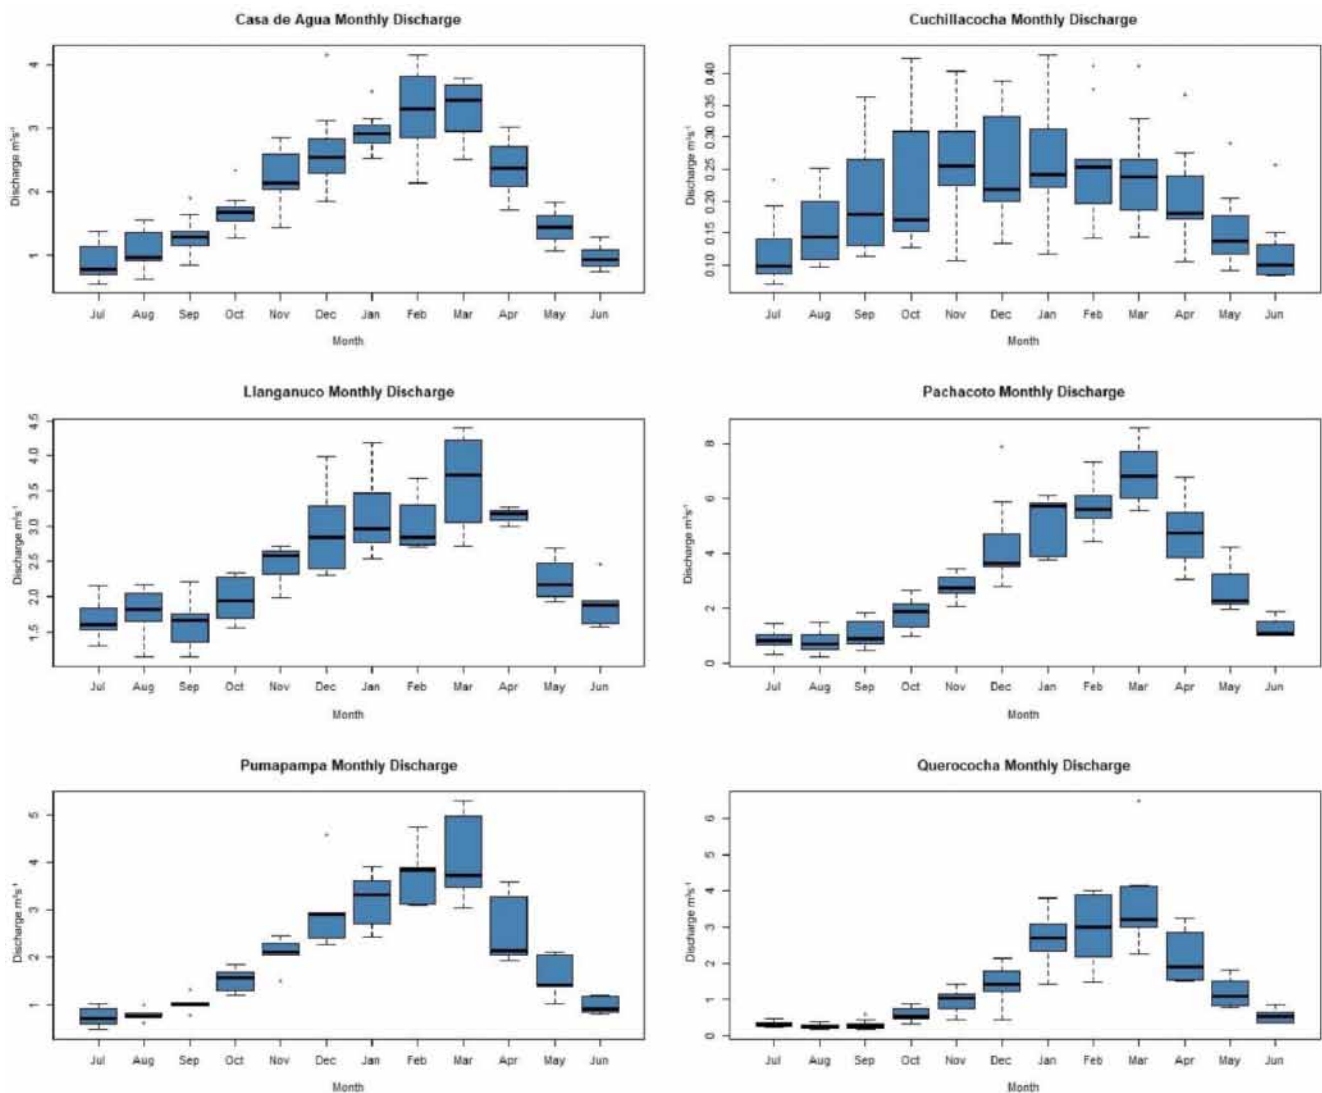 Casa de Agua Monthly Discharge
Discharge m³s⁻¹
4
3
2
1
Jul Aug Sep Oct Nov Dec Jan Feb Mar Apr May Jun
Month
Cuchillacocha Monthly Discharge
Discharge m³s⁻¹
0.40
0.35
0.30
0.25
0.20
0.15
0.10
Jul Aug Sep Oct Nov Dec Jan Feb Mar Apr May Jun
Month
Llanganuco Monthly Discharge
Discharge m³s⁻¹
4.5
4.0
3.5
3.0
2.5
2.0
1.5
Jul Aug Sep Oct Nov Dec Jan Feb Mar Apr May Jun
Month
Pachacoto Monthly Discharge
Discharge m³s⁻¹
8
6
4
2
0
Jul Aug Sep Oct Nov Dec Jan Feb Mar Apr May Jun
Month
Pumapampa Monthly Discharge
Discharge m³s⁻¹
5
4
3
2
1
Jul Aug Sep Oct Nov Dec Jan Feb Mar Apr May Jun
Month
Querococha Monthly Discharge
Discharge m³s⁻¹
6
5
4
3
2
1
0
Jul Aug Sep Oct Nov Dec Jan Feb Mar Apr May Jun
Month